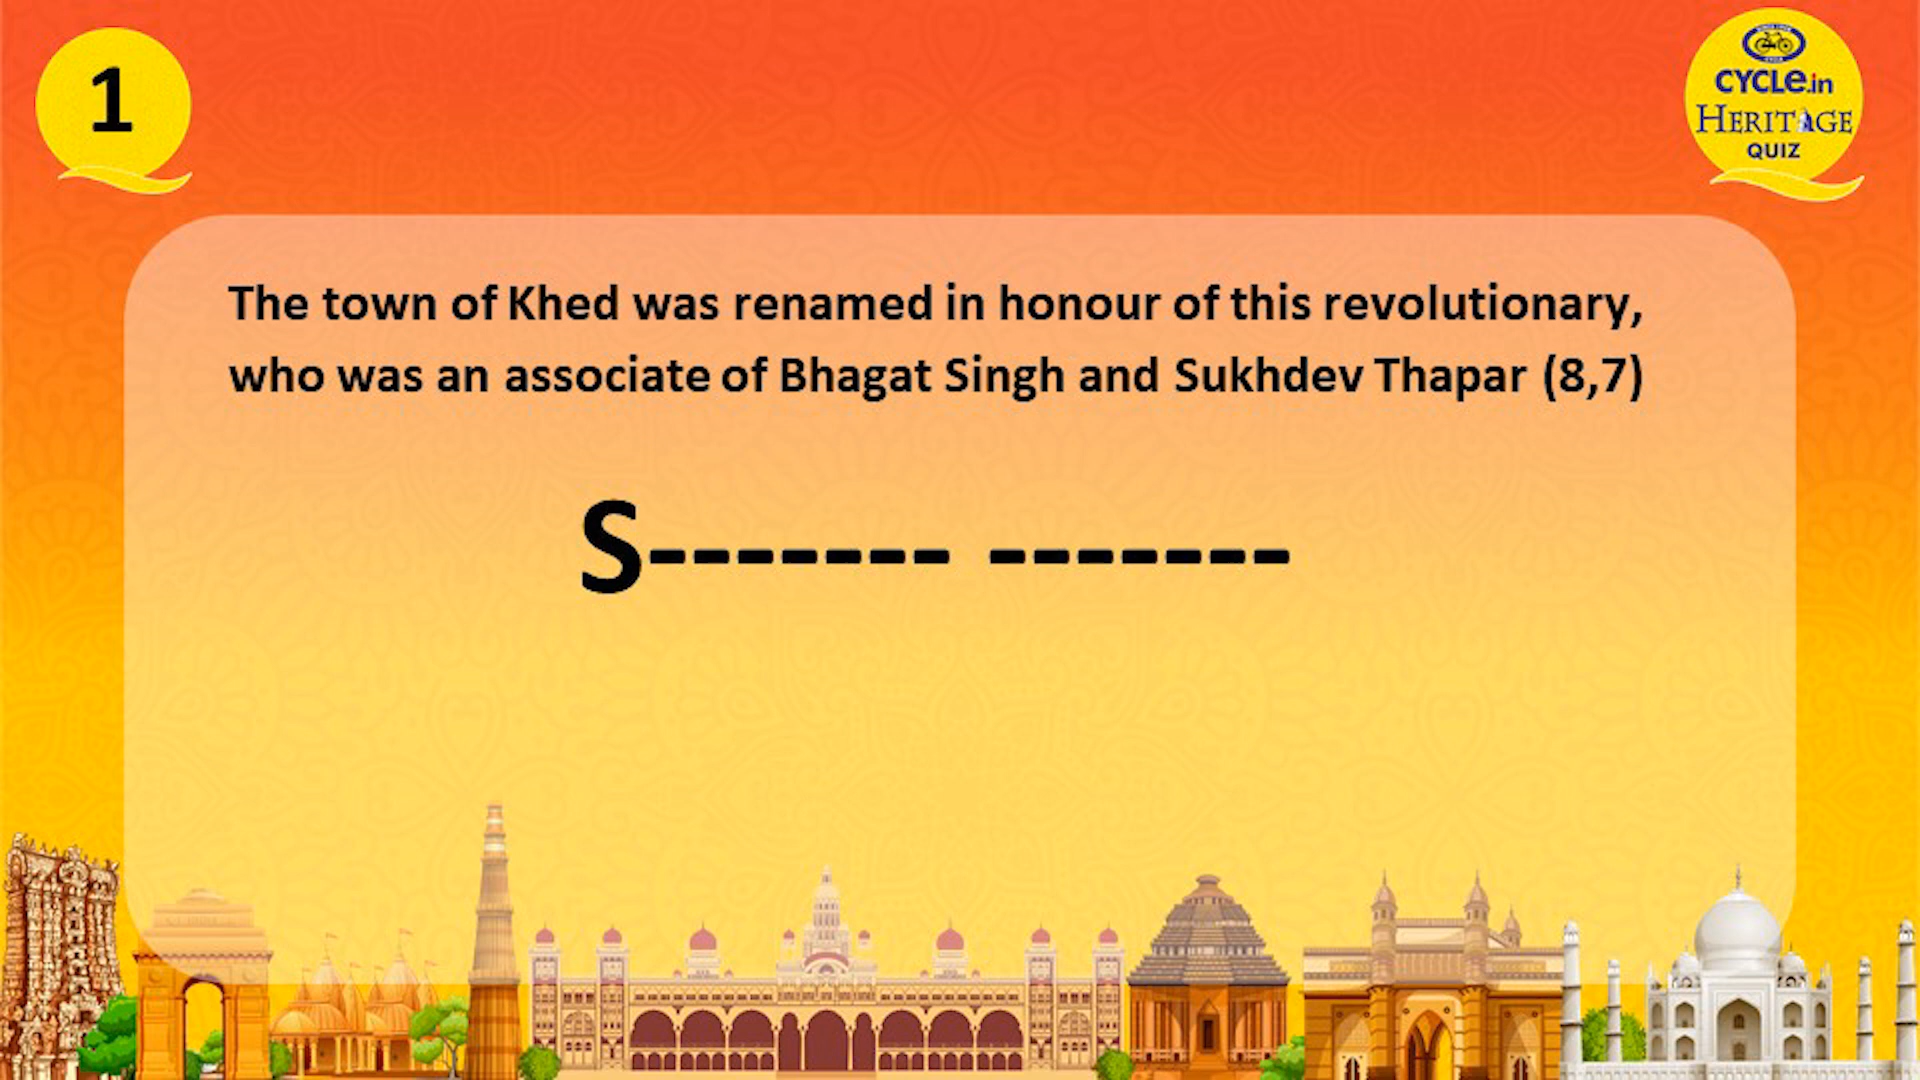 1
CYCLE.in
HERITAGE
QUIZ
The town of Khed was renamed in honour of this revolutionary,
who was an associate of Bhagat Singh and Sukhdev Thapar (8,7)
S------- -------